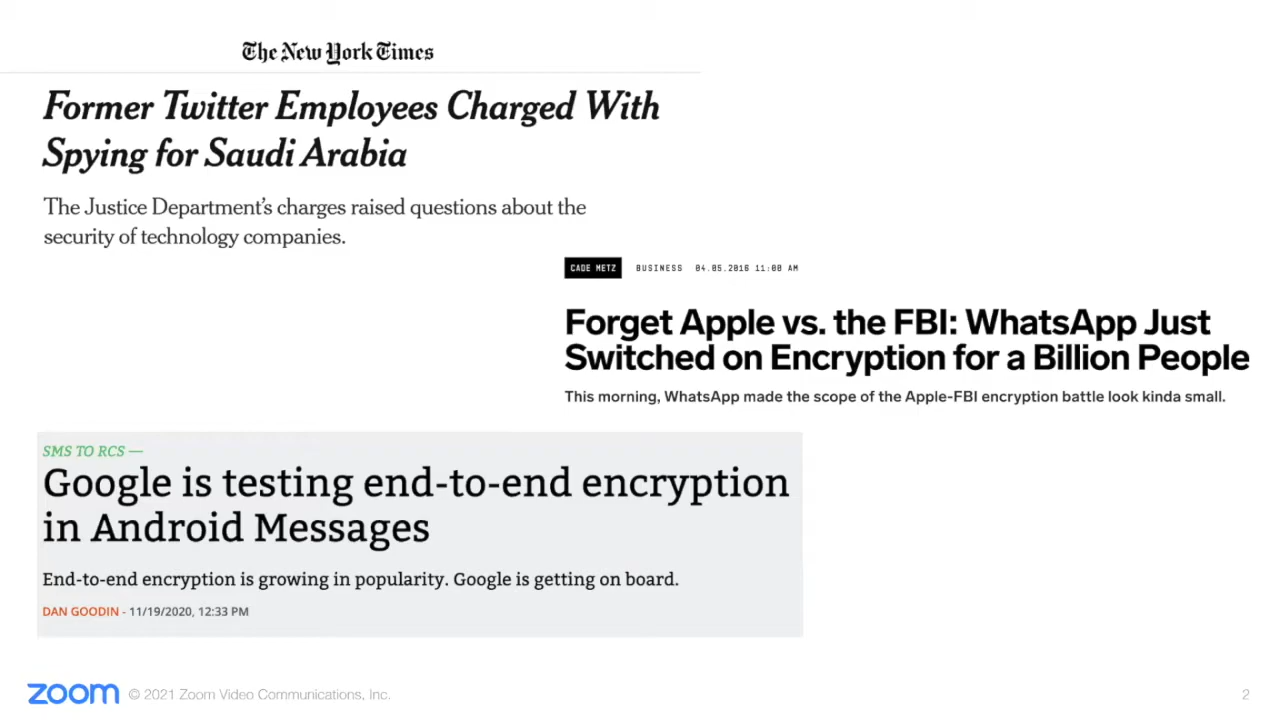 The New York Times
Former Twitter Employees Charged With
Spying for Saudi Arabia
The Justice Department's charges raised questions about the
security of technology companies.
CADE METZ BUSINESS 04.05.2016 11:00 AM
Forget Apple vs. the FBI: WhatsApp Just
Switched on Encryption for a Billion People
This morning, WhatsApp made the scope of the Apple-FBI encryption battle look kinda small.
SMS TO RCS —
Google is testing end-to-end encryption
in Android Messages
End-to-end encryption is growing in popularity. Google is getting on board.
DAN GOODIN - 11/19/2020, 12:33 PM
zoom © 2021 Zoom Video Communications, Inc. 2